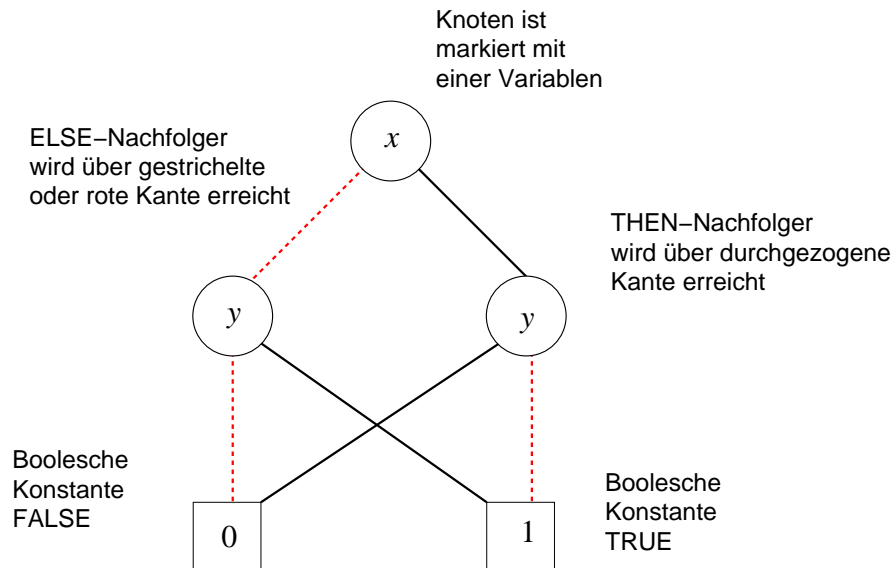 Knoten ist
markiert mit
einer Variablen
x
ELSE−Nachfolger
wird über gestrichelte
oder rote Kante erreicht
THEN−Nachfolger
wird über durchgezogene
Kante erreicht
y
y
Boolesche
Konstante
FALSE
0
1
Boolesche
Konstante
TRUE